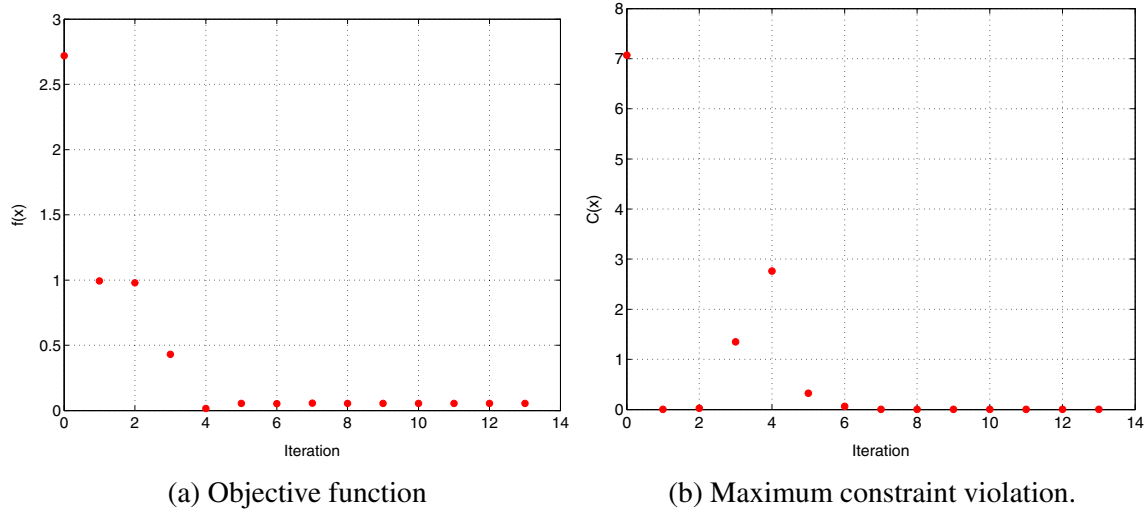 3
2.5
2
1.5
1
0.5
0
f(x)
0 2 4 6 8 10 12 14
Iteration
(a) Objective function
8
7
6
5
4
3
2
1
0
C(x)
0 2 4 6 8 10 12 14
Iteration
(b) Maximum constraint violation.